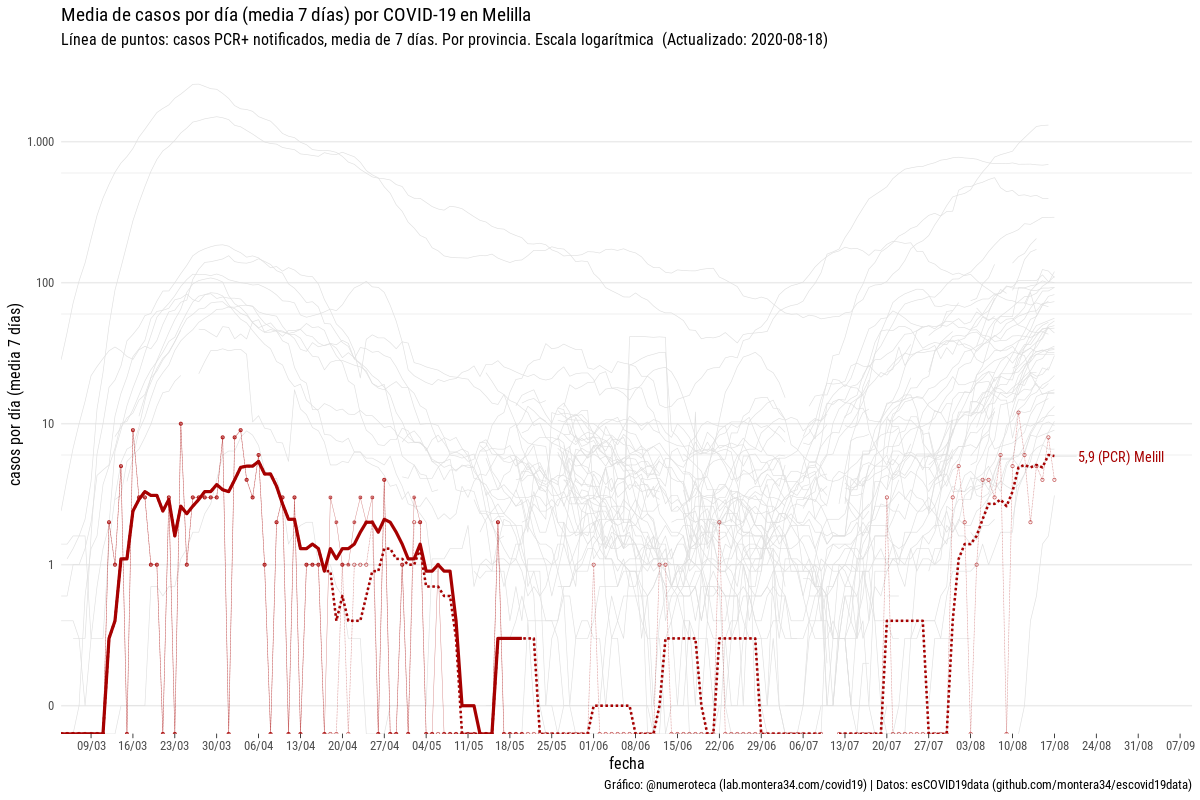 Media de casos por día (media 7 días) por COVID-19 en Melilla
Línea de puntos: casos PCR+ notificados, media de 7 días. Por provincia. Escala logarítmica (Actualizado: 2020-08-18)
casos por día (media 7 días)
1.000
100
10
1
0
5,9 (PCR) Melill
09/03 16/03 23/03 30/03 06/04 13/04 20/04 27/04 04/05 11/05 18/05 25/05 01/06 08/06 15/06 22/06 29/06 06/07 13/07 20/07 27/07 03/08 10/08 17/08 24/08 31/08 07/09
fecha
Gráfico: @numeroteca (lab.montera34.com/covid19) | Datos: esCOVID19data (github.com/montera34/escovid19data)